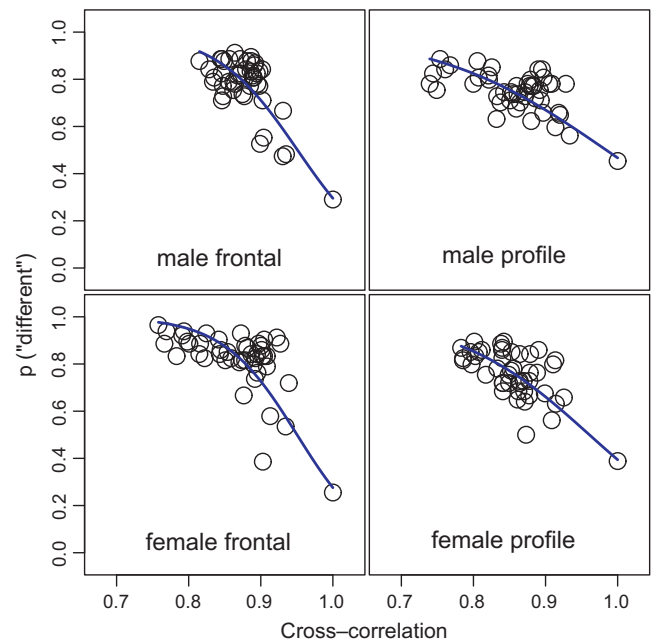 p ("different")
1.0
0.8
0.6
0.4
0.2
0.0
male frontal
male profile
1.0
0.8
0.6
0.4
0.2
0.0
female frontal
female profile
0.7 0.8 0.9 1.0
0.7 0.8 0.9 1.0
Cross–correlation